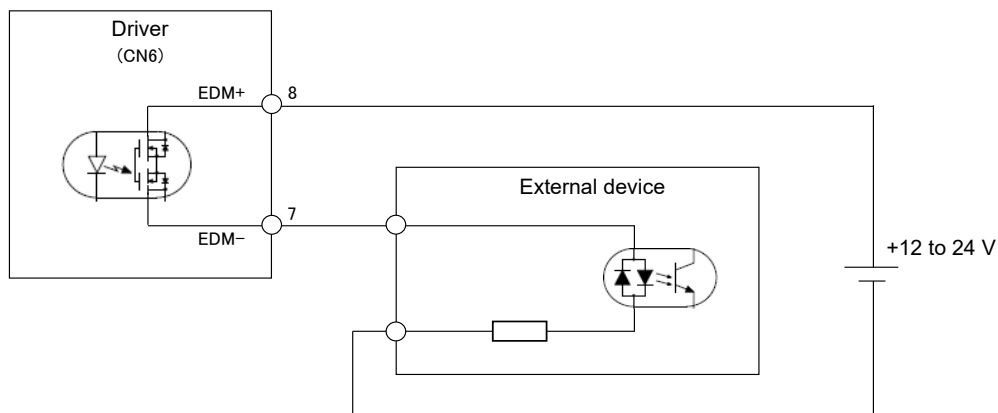 Driver
（CN6）
EDM+
8
External device
7
EDM−
+12 to 24 V